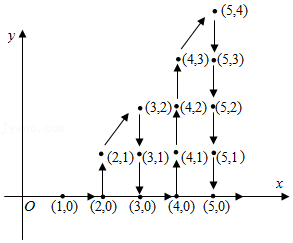 y
(5,4)
(4,3) (5,3)
(3,2) (4,2) (5,2)
(2,1) (3,1) (4,1) (5,1)
x
O (1,0) (2,0) (3,0) (4,0) (5,0)